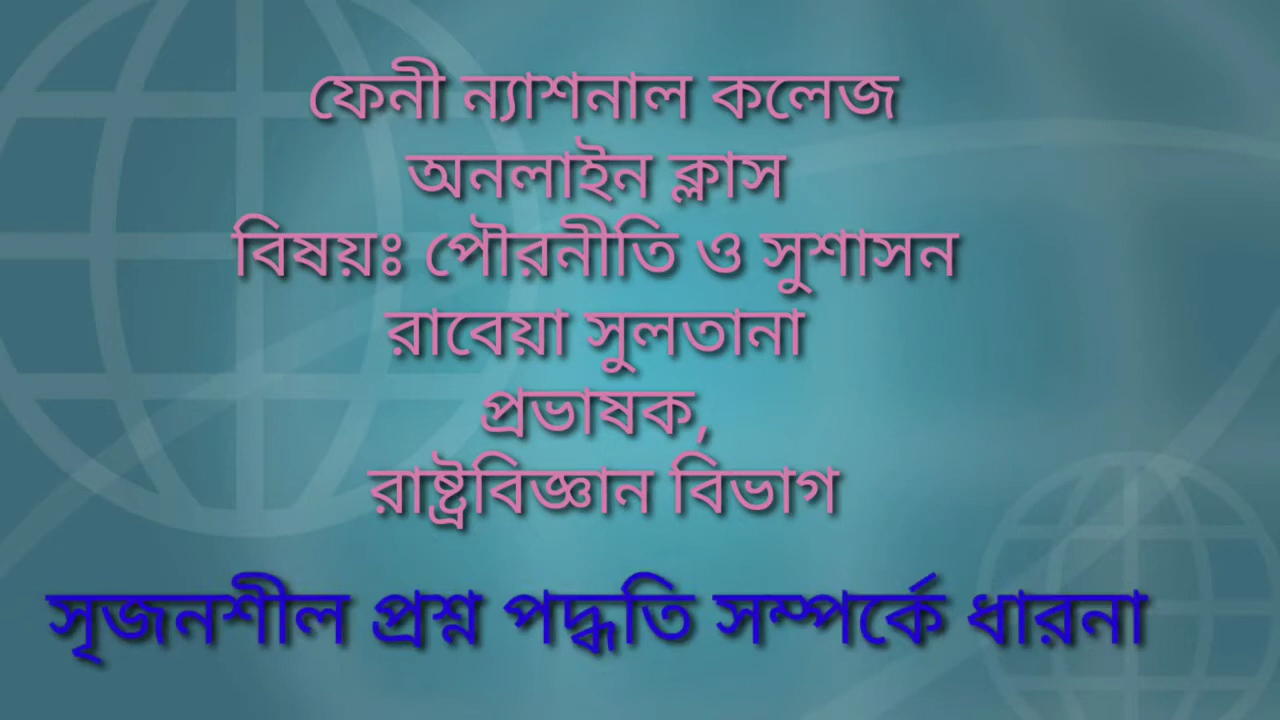 ফেনী ন্যাশনাল কলেজ
অনলাইন ক্লাস
বিষয়ঃ পৌরনীতি ও সুশাসন
রাবেয়া সুলতানা
প্রভাষক,
রাষ্ট্রবিজ্ঞান বিভাগ
সৃজনশীল প্রশ্ন পদ্ধতি সম্পর্কে ধারনা